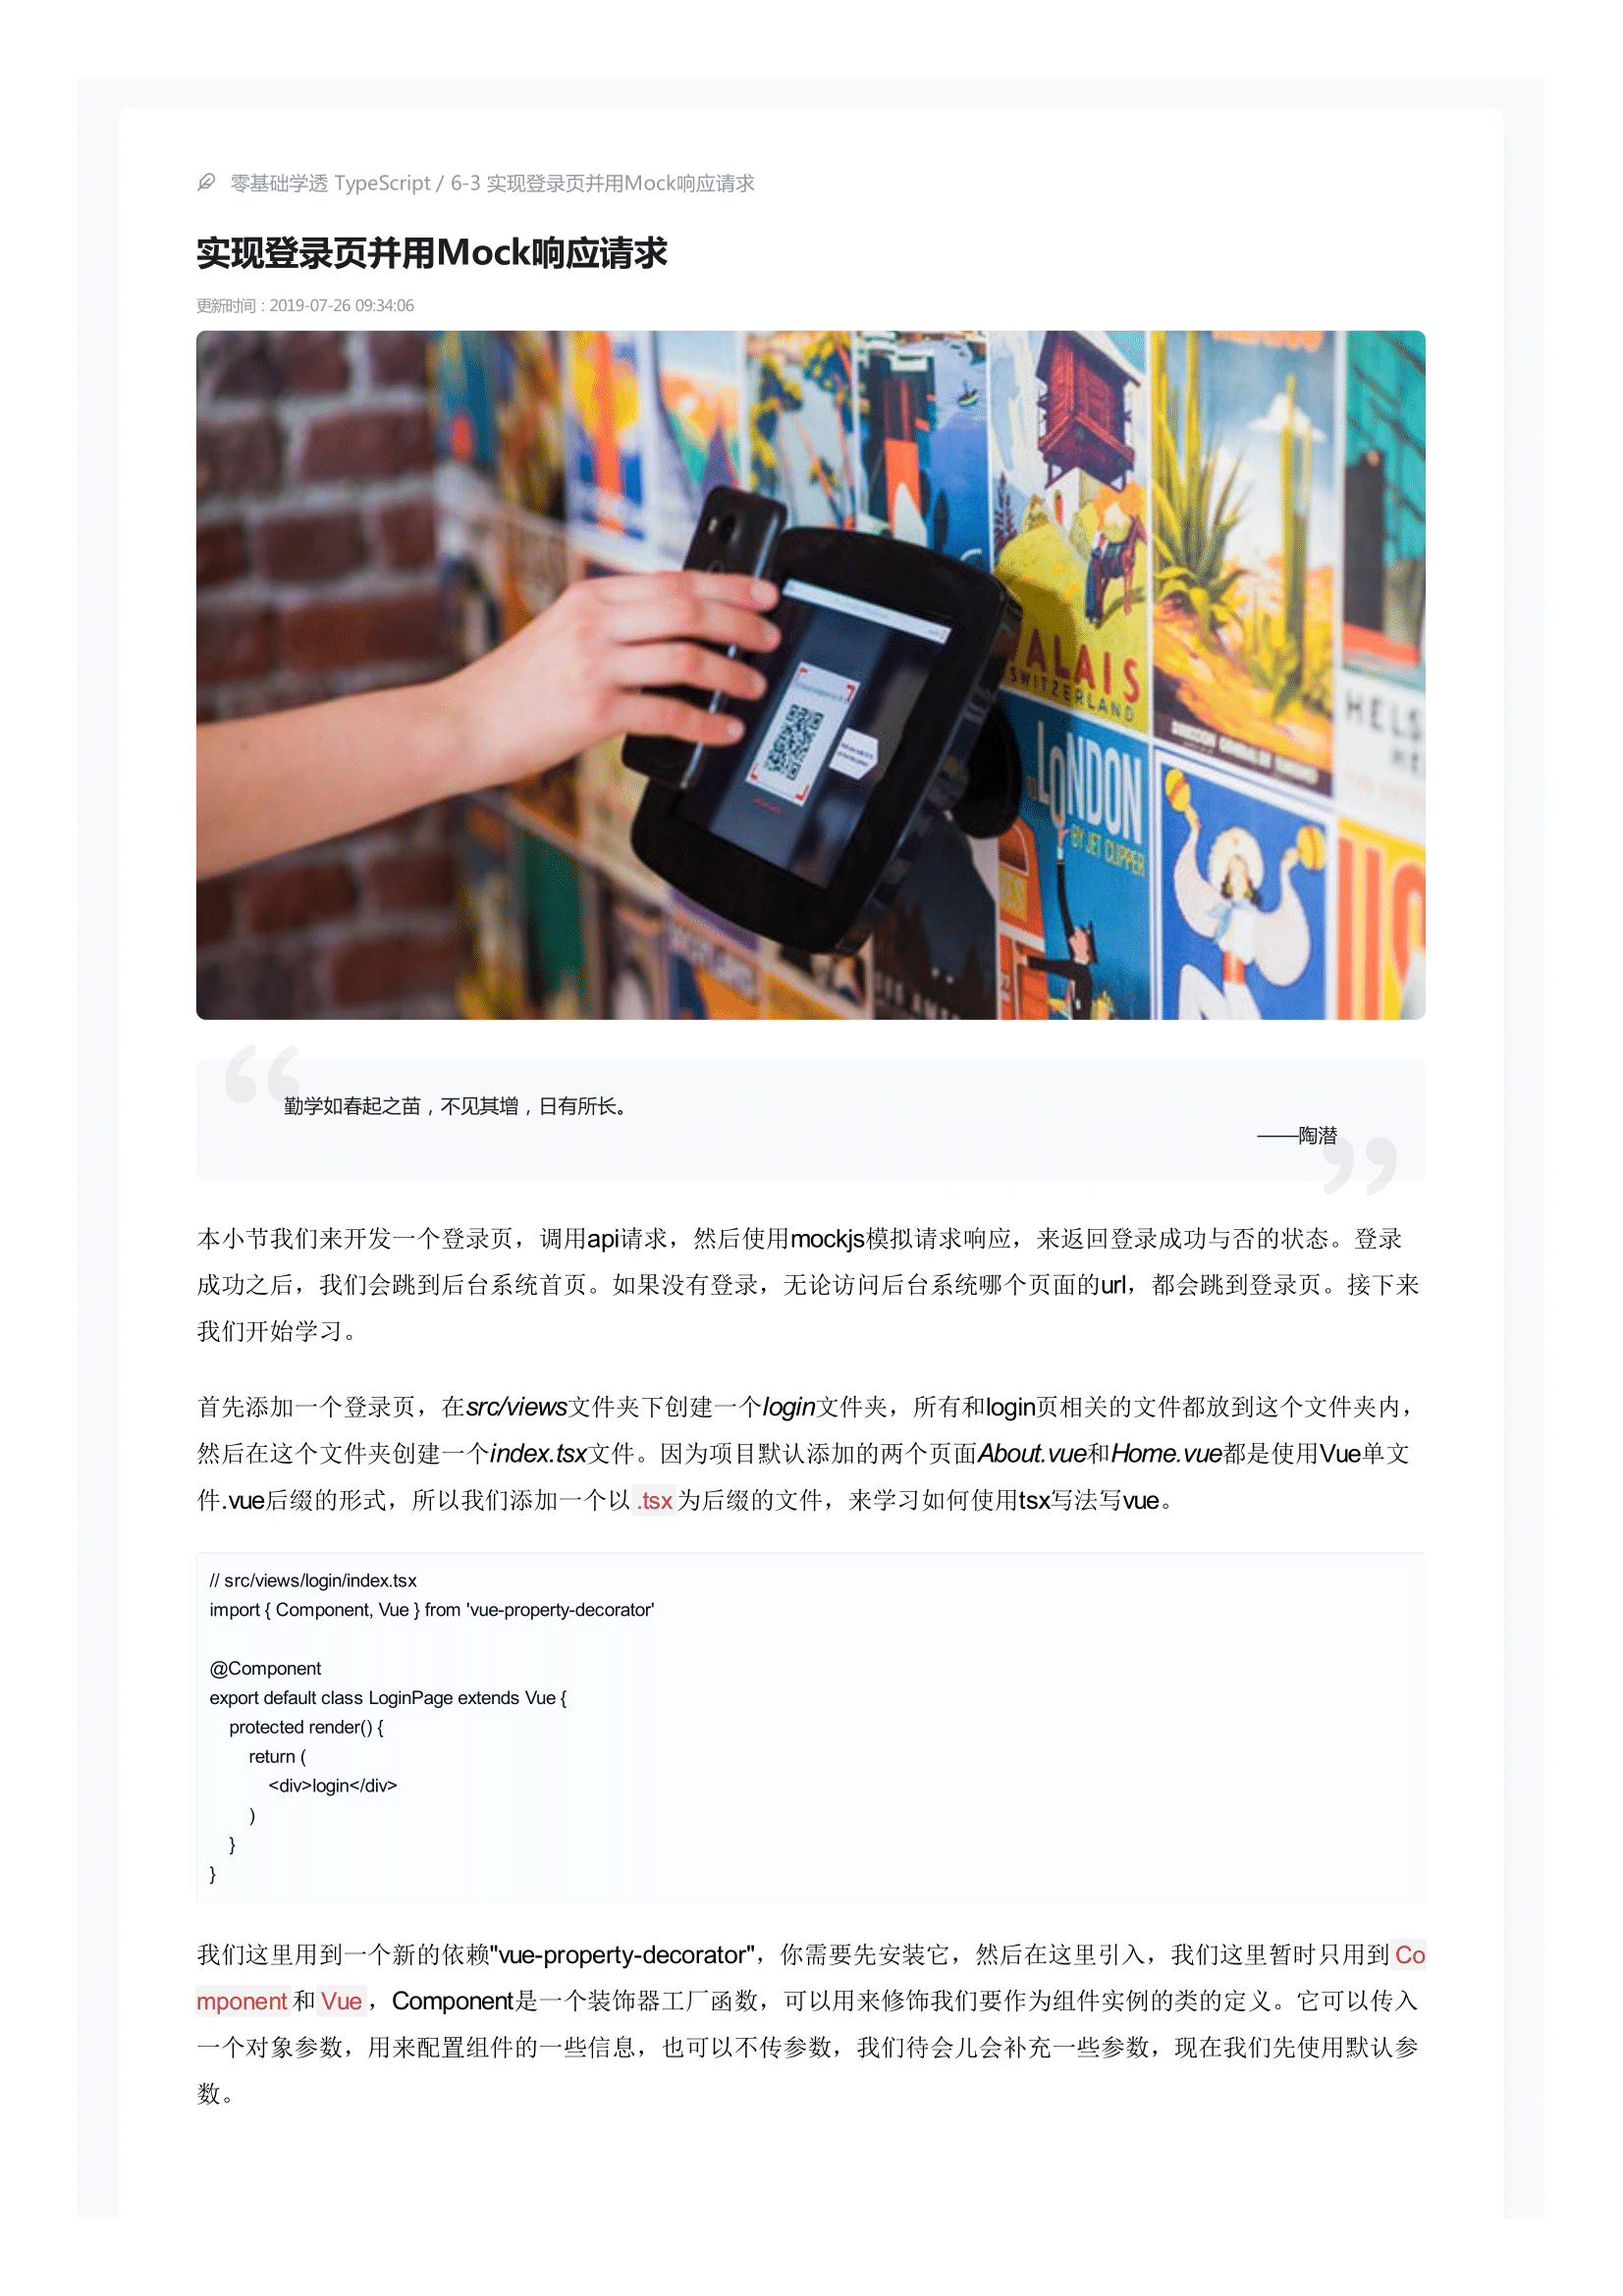 零基础学透 TypeScript / 6-3 实现登录页并用Mock响应请求
实现登录页并用Mock响应请求
更新时间：2019-07-26 09:34:06
ALAIS
SWITZERLAND
LONDON
BY JET CLIPPER
HELS
“
勤学如春起之苗，不见其增，日有所长。
——陶潜
”
本小节我们来开发一个登录页，调用api请求，然后使用mockjs模拟请求响应，来返回登录成功与否的状态。登录
成功之后，我们会跳到后台系统首页。如果没有登录，无论访问后台系统哪个页面的url，都会跳到登录页。接下来
我们开始学习。
首先添加一个登录页，在src/views文件夹下创建一个login文件夹，所有和login页相关的文件都放到这个文件夹内，
然后在这个文件夹创建一个index.tsx文件。因为项目默认添加的两个页面About.vue和Home.vue都是使用Vue单文
件.vue后缀的形式，所以我们添加一个以 .tsx 为后缀的文件，来学习如何使用tsx写法写vue。
// src/views/login/index.tsx
import { Component, Vue } from 'vue-property-decorator'
@Component
export default class LoginPage extends Vue {
protected render() {
return (
<div>login</div>
)
}
}
我们这里用到一个新的依赖"vue-property-decorator"，你需要先安装它，然后在这里引入，我们这里暂时只用到 Co
mponent 和 Vue ，Component是一个装饰器工厂函数，可以用来修饰我们要作为组件实例的类的定义。它可以传入
一个对象参数，用来配置组件的一些信息，也可以不传参数，我们待会儿会补充一些参数，现在我们先使用默认参
数。